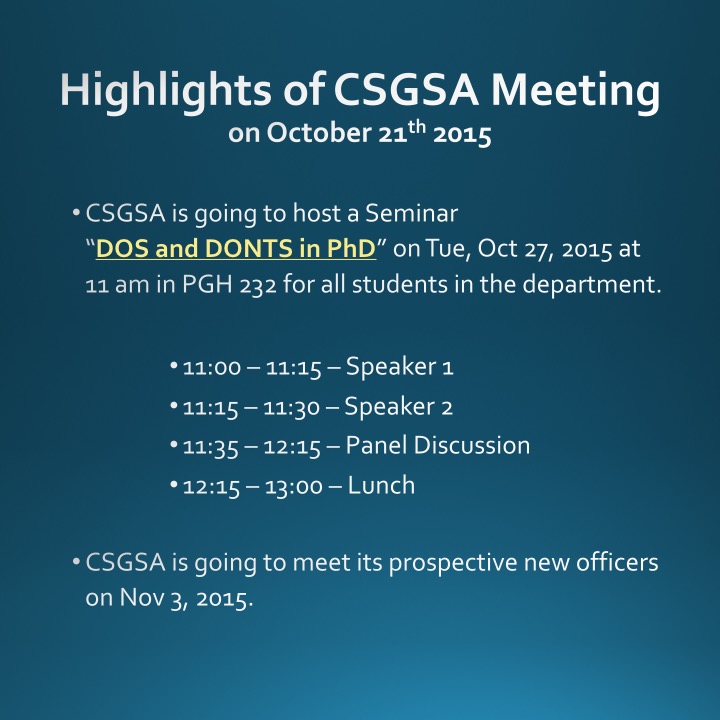 Highlights of CSGSA Meeting
on October 21th 2015
• CSGSA is going to host a Seminar
“DOS and DONTS in PhD” on Tue, Oct 27, 2015 at
11 am in PGH 232 for all students in the department.
• 11:00 – 11:15 – Speaker 1
• 11:15 – 11:30 – Speaker 2
• 11:35 – 12:15 – Panel Discussion
• 12:15 – 13:00 – Lunch
• CSGSA is going to meet its prospective new officers
on Nov 3, 2015.